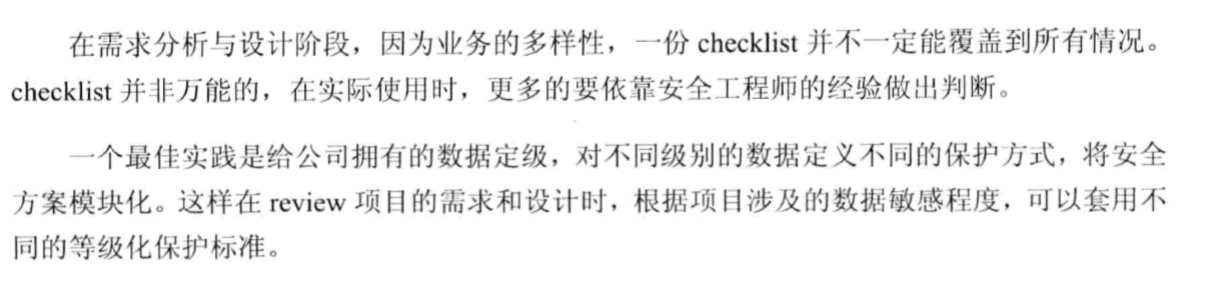 在需求分析与设计阶段，因为业务的多样性，一份 checklist 并不一定能覆盖到所有情况。
checklist 并非万能的，在实际使用时，更多的要依靠安全工程师的经验做出判断。
一个最佳实践是给公司拥有的数据定级，对不同级别的数据定义不同的保护方式，将安全
方案模块化。这样在 review 项目的需求和设计时，根据项目涉及的数据敏感程度，可以套用不
同的等级化保护标准。